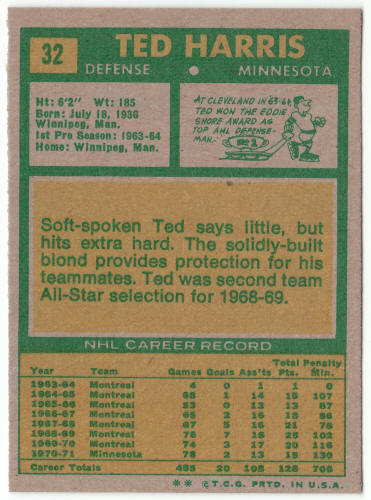 32
TED HARRIS
DEFENSE • MINNESOTA
Ht: 6'2" Wt: 185
Born: July 18, 1936
Winnipeg, Man.
1st Pro Season: 1963-64
Home: Winnipeg, Man.
AT CLEVELAND IN '63-64
TED WON THE EDDIE
SHORE AWARD AS
TOP AHL DEFENSE-
MAN.
No 1
Soft-spoken Ted says little, but
hits extra hard. The solidly-built
blond provides protection for his
teammates. Ted was second team
All-Star selection for 1968-69.
NHL CAREER RECORD
Total Penalty
Year Team Games Goals Ass'ts Pts. Min.
1963-64 Montreal 4 0 1 1 0
1964-65 Montreal 68 1 14 15 107
1965-66 Montreal 53 0 13 13 87
1966-67 Montreal 65 2 16 18 86
1967-68 Montreal 67 5 16 21 78
1968-69 Montreal 76 7 18 25 102
1969-70 Montreal 74 3 17 20 116
1970-71 Minnesota 78 2 13 15 130
Career Totals 485 20 108 128 706
** © T.C.G. PRTD. IN U.S.A.